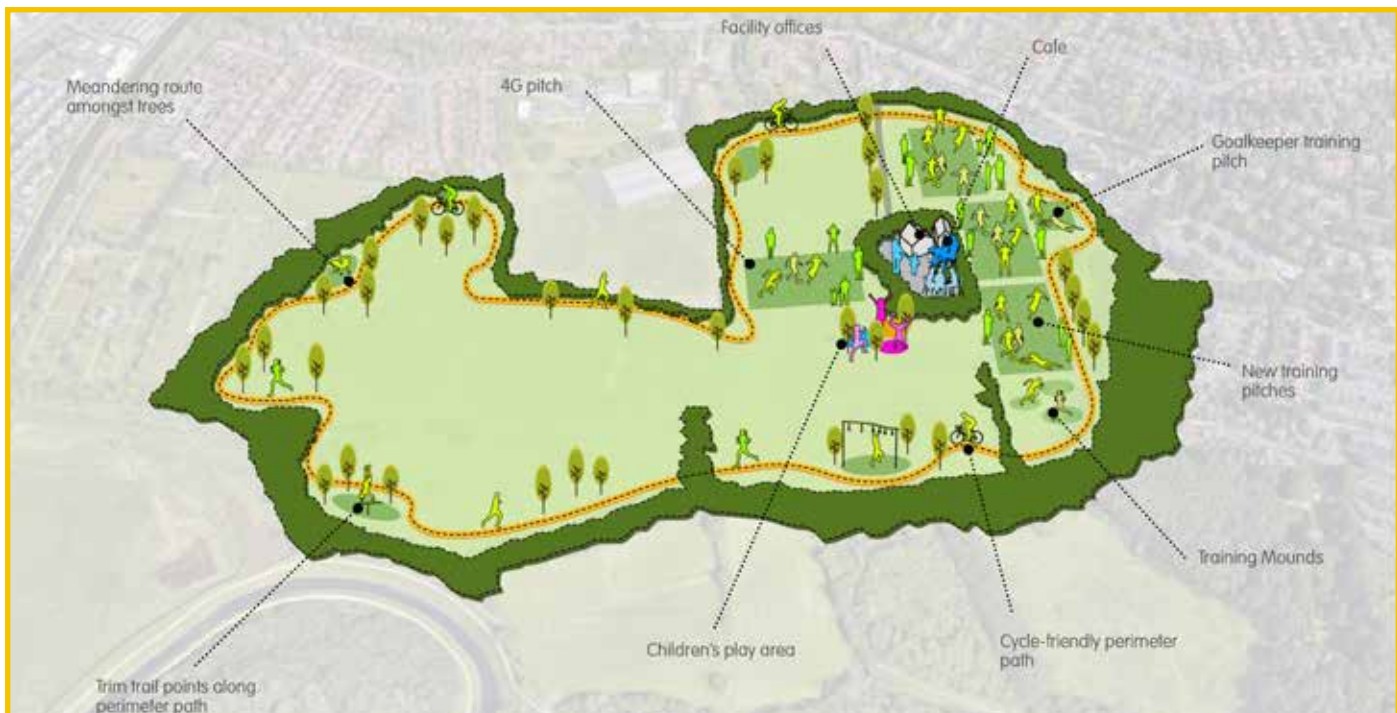 Facility offices
Cafe
Meandering route
amongst trees
4G pitch
Goalkeeper training
pitch
New training
pitches
Training Mounds
Cycle-friendly perimeter
path
Children's play area
Trim trail points along
perimeter path